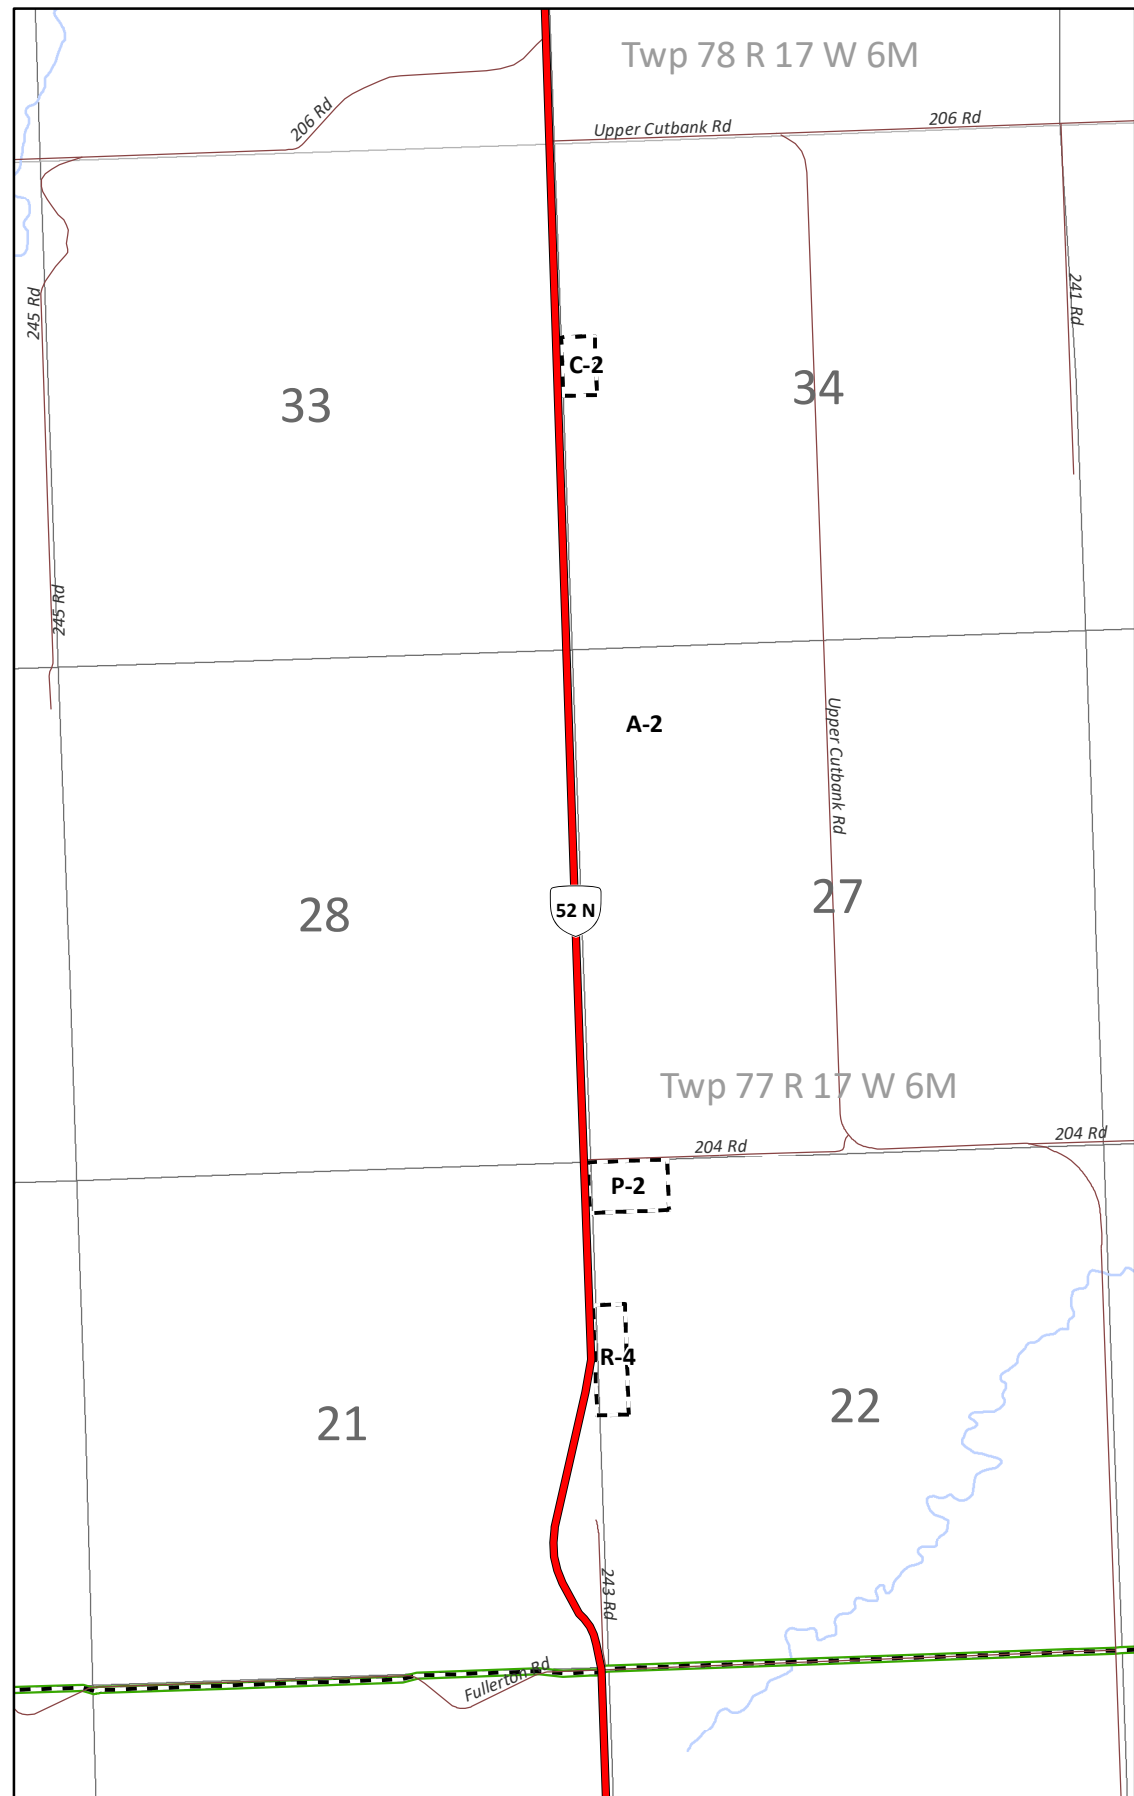 Twp 78 R 17 W 6M
206 Rd
Upper Cutbank Rd
206 Rd
245 Rd
241 Rd
C-2
33
34
245 Rd
A-2
Upper Cutbank Rd
28
52 N
27
Twp 77 R 17 W 6M
204 Rd
204 Rd
P-2
R-4
21
22
243 Rd
Fullerton Rd